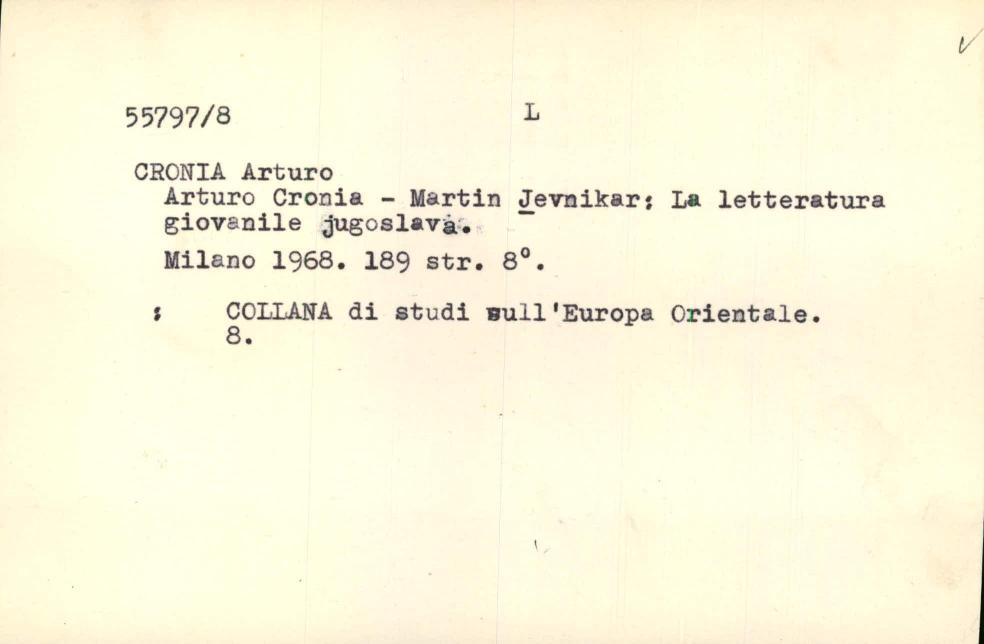 55797/8 L
CRONIA Arturo
Arturo Cronia - Martin Jevnikar: La letteratura
giovanile jugoslava.
Milano 1968. 189 str. 8º.
: COLLANA di studi sull'Europa Orientale.
8.